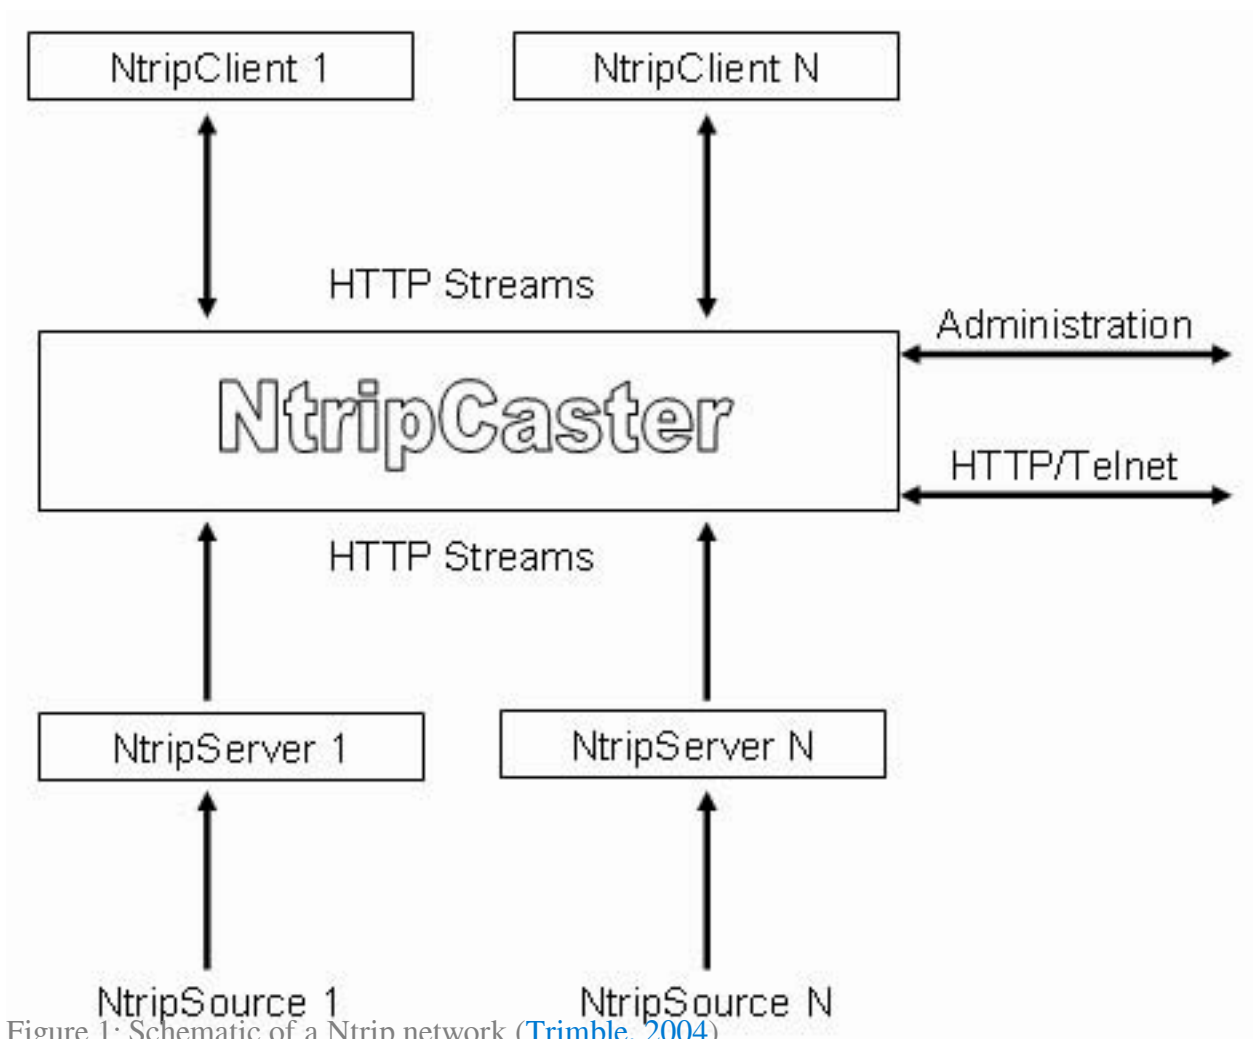 NtripClient 1
NtripClient N
HTTP Streams
Administration
NtripCaster
HTTP/Telnet
HTTP Streams
NtripServer 1
NtripServer N
NtripSource 1
NtripSource N
Figure 1: Schematic of a Ntrip network (Trimble, 2004)